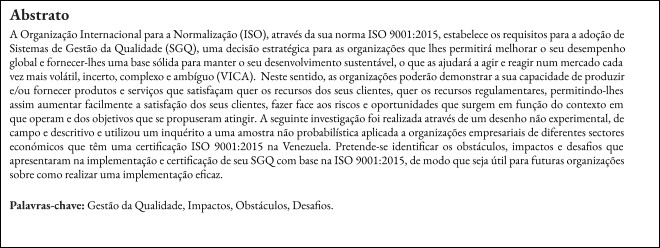 Abstrato
A Organização Internacional para a Normalização (ISO), através da sua norma ISO 9001:2015, estabelece os requisitos para a adoção de
Sistemas de Gestão da Qualidade (SGQ), uma decisão estratégica para as organizações que lhes permitirá melhorar o seu desempenho
global e fornecer-lhes uma base sólida para manter o seu desenvolvimento sustentável, o que as ajudará a agir e reagir num mercado cada
vez mais volátil, incerto, complexo e ambíguo (VICA). Neste sentido, as organizações poderão demonstrar a sua capacidade de produzir
e/ou fornecer produtos e serviços que satisfaçam quer os recursos dos seus clientes, quer os recursos regulamentares, permitindo-lhes
assim aumentar facilmente a satisfação dos seus clientes, fazer face aos riscos e oportunidades que surgem em função do contexto em
que operam e dos objetivos que se propuseram atingir. A seguinte investigação foi realizada através de um desenho não experimental, de
campo e descritivo e utilizou um inquérito a uma amostra não probabilística aplicada a organizações empresariais de diferentes sectores
económicos que têm uma certificação ISO 9001:2015 na Venezuela. Pretende-se identificar os obstáculos, impactos e desafios que
apresentaram na implementação e certificação de seu SGQ com base na ISO 9001:2015, de modo que seja útil para futuras organizações
sobre como realizar uma implementação eficaz.
Palavras-chave: Gestão da Qualidade, Impactos, Obstáculos, Desafios.